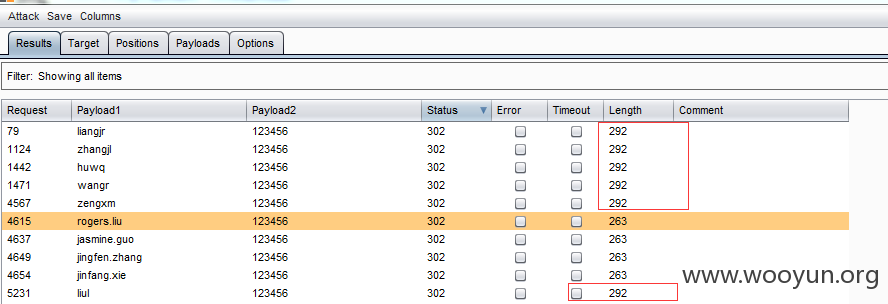 Attack Save Columns
Results Target Positions Payloads Options
Filter: Showing all items
Request Payload1 Payload2 Status Error Timeout Length Comment
79 liangjr 123456 302 292
1124 zhangjl 123456 302 292
1442 huwq 123456 302 292
1471 wangr 123456 302 292
4567 zengxm 123456 302 292
4615 rogers.liu 123456 302 263
4637 jasmine.guo 123456 302 263
4649 jingfen.zhang 123456 302 263
4654 jinfang.xie 123456 302 263
5231 liul 123456 302 292
www.wooyun.org